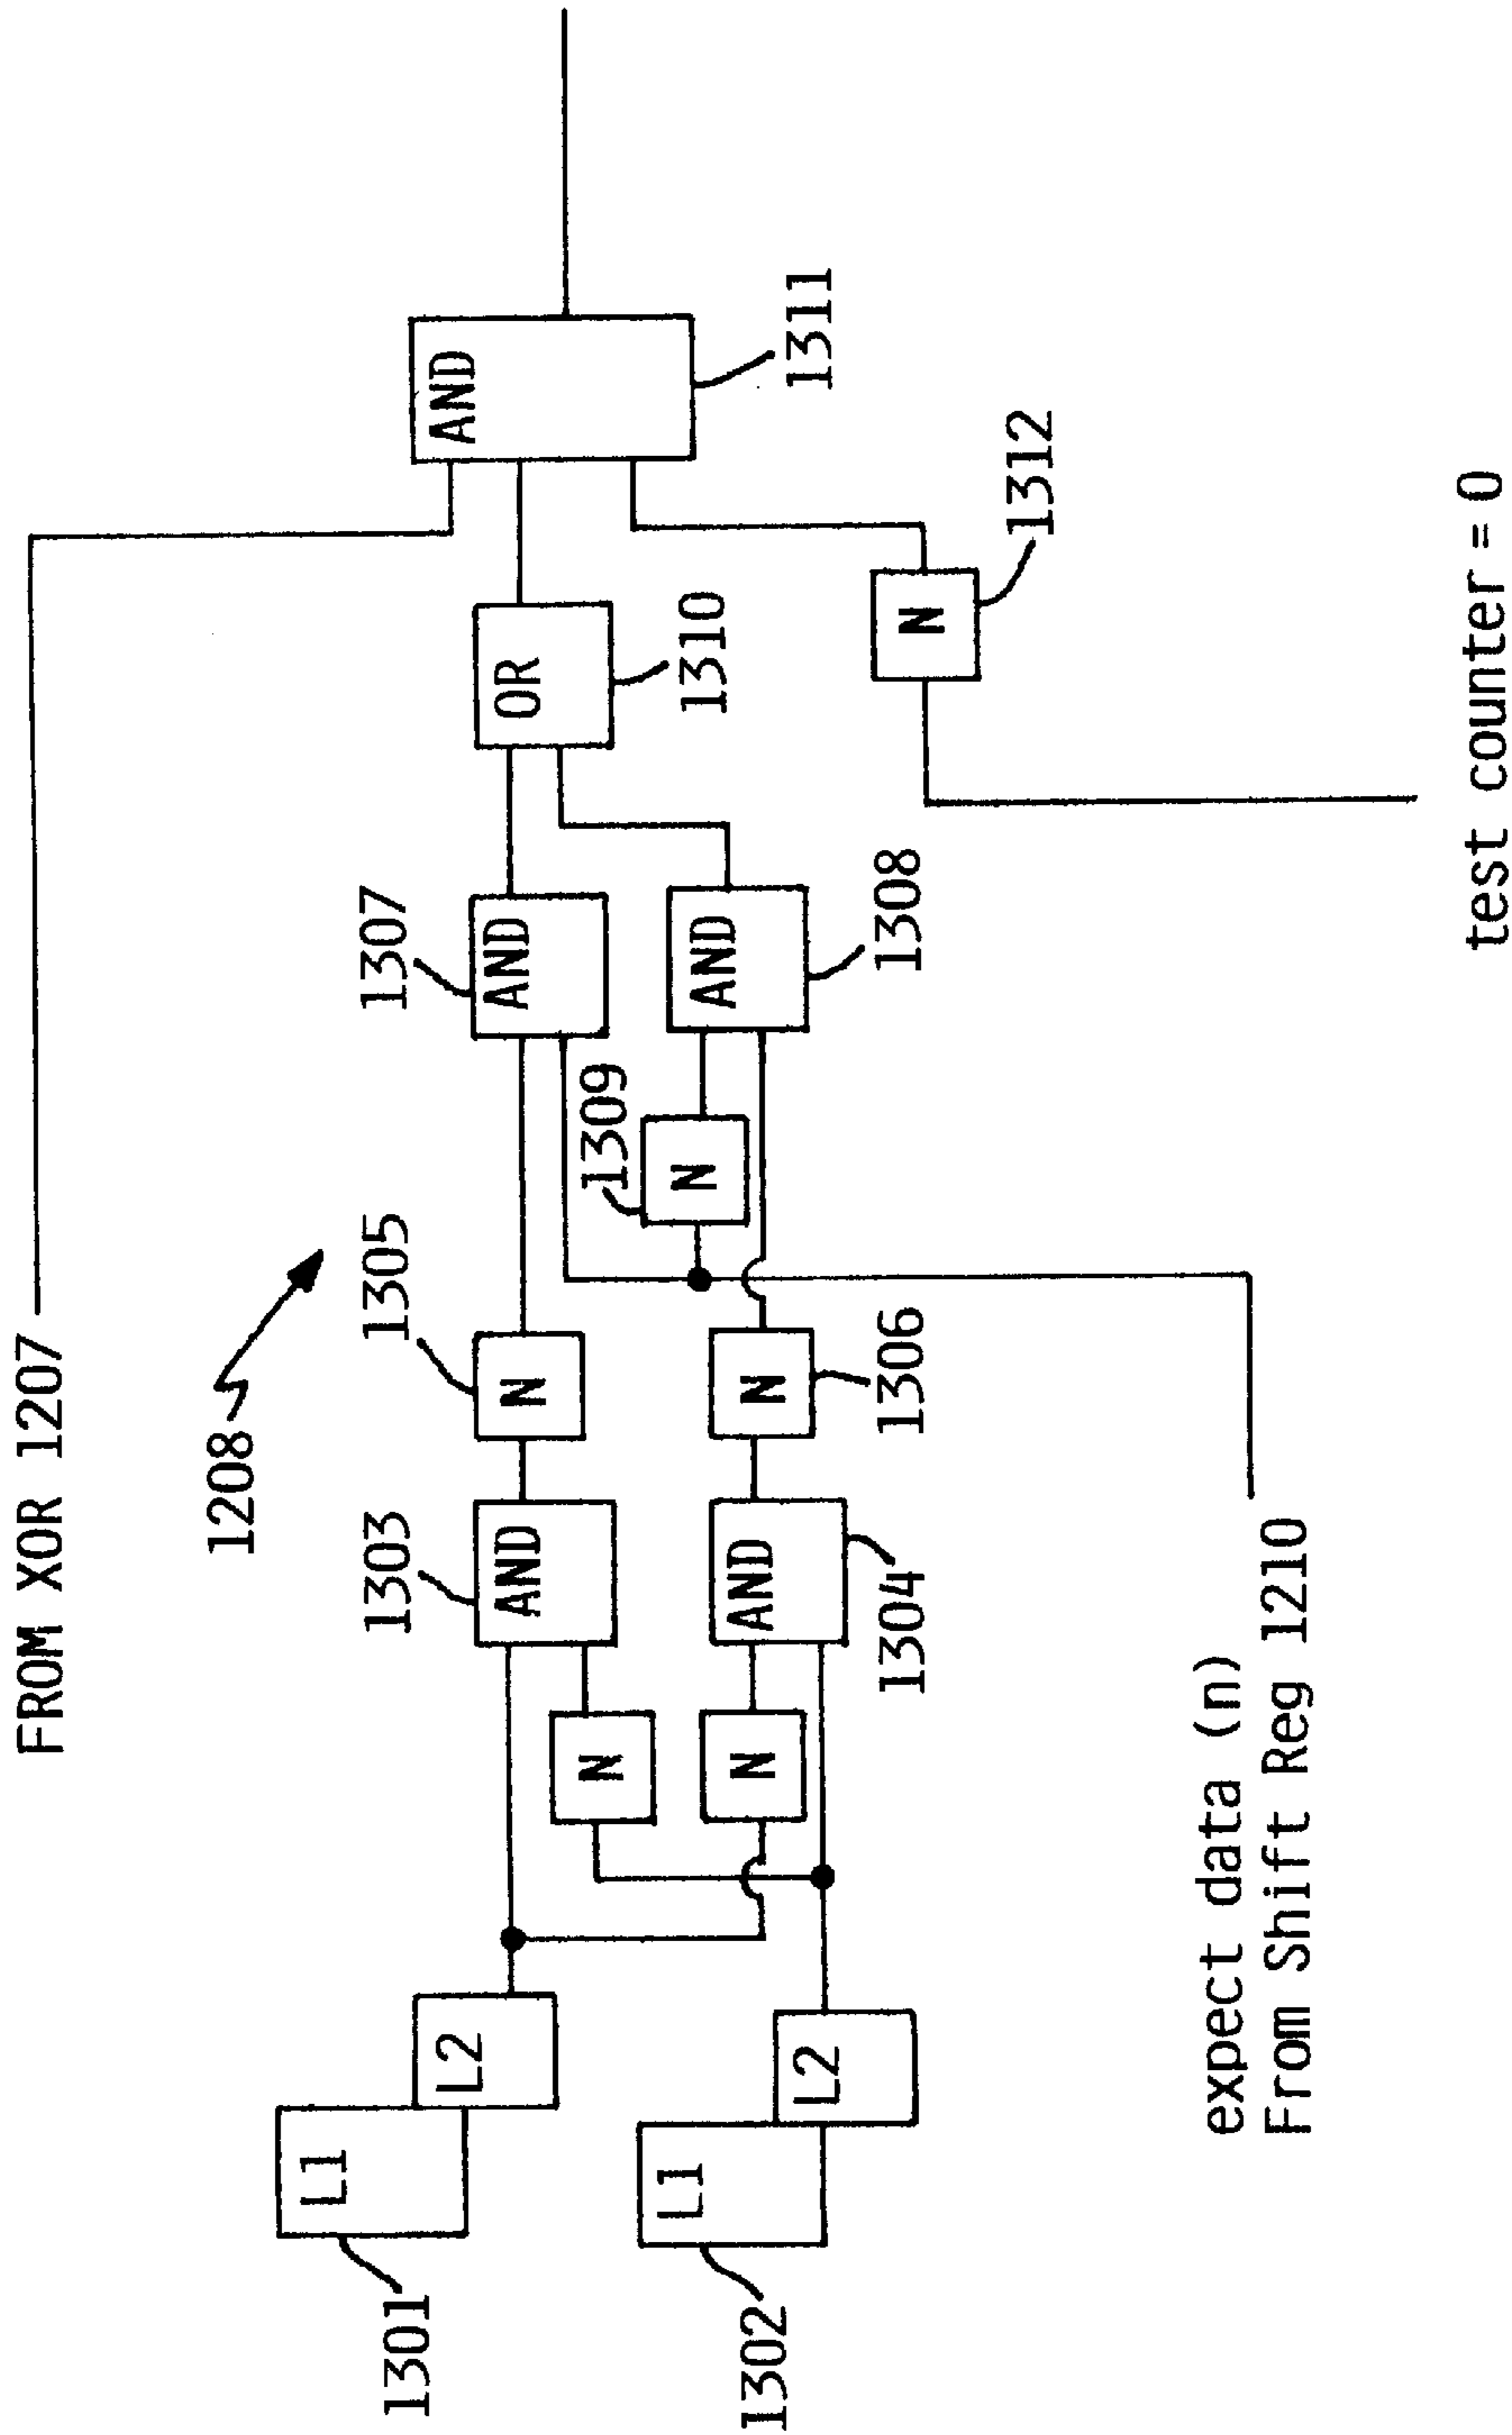 FROM XOR 1207
1208
1301
L1
L2
1302
L1
L2
N
N
1303
AND
AND
1304
1305
N
N
1306
1309
N
1307
AND
AND
1308
OR
1310
N
1312
AND
1311
expect data (n)
From Shift Reg 1210
test counter = 0